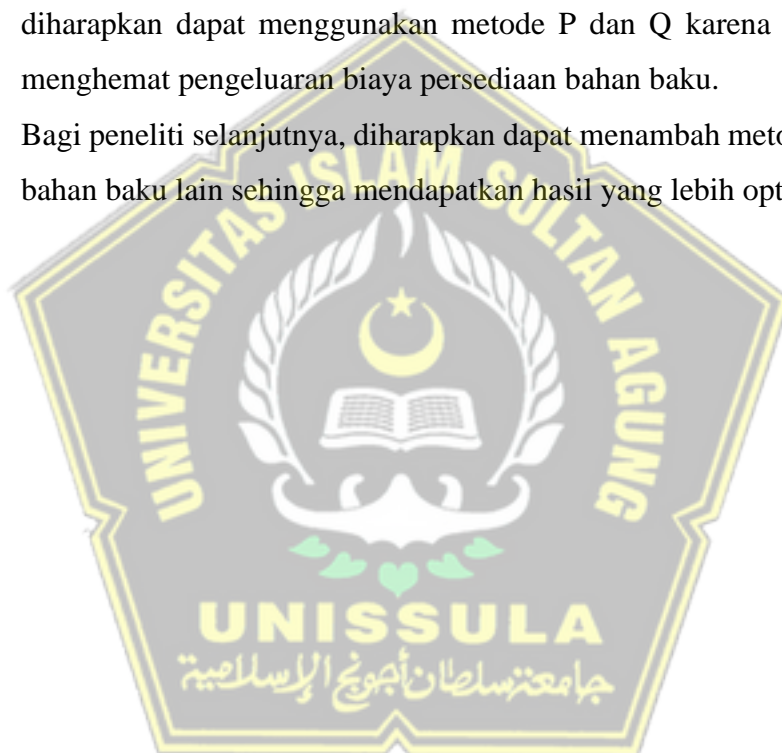 diharapkan dapat menggunakan metode P dan Q karena
menghemat pengeluaran biaya persediaan bahan baku.
Bagi peneliti selanjutnya, diharapkan dapat menambah meto
bahan baku lain sehingga mendapatkan hasil yang lebih opt
UNIVERSITAS ISLAM SULTAN AGUNG
UNISSULA
جامعة سلطان أجونج الإسلامية